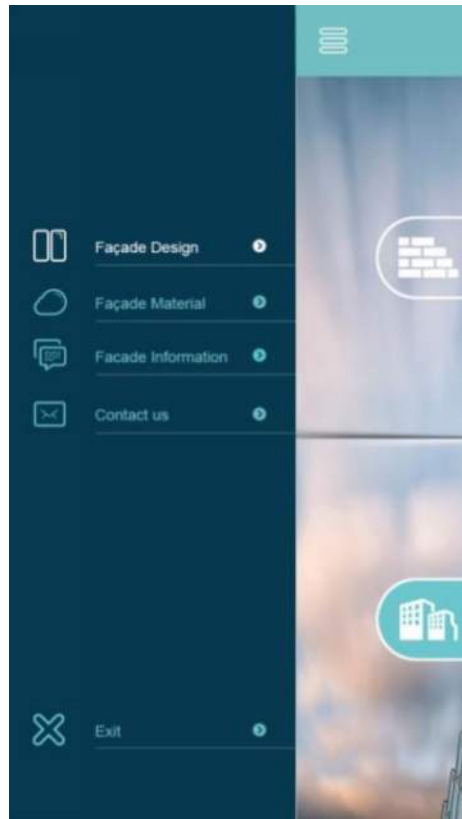 Façade Design
Façade Material
Facade Information
Contact us
Exit